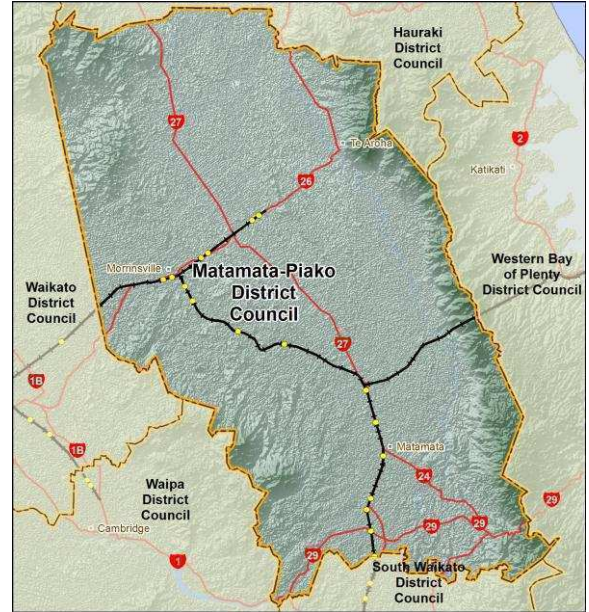 Hauraki
District
Council
27
2
Te Aroha
Katikati
26
Morrinsville
Matamata-Piako
District
Council
Western Bay
of Plenty
District Council
Waikato
District
Council
27
1B
Matamata
1B
24
Waipa
District
Council
29
29
29
Cambridge
29
1
South Waikato
District
Council